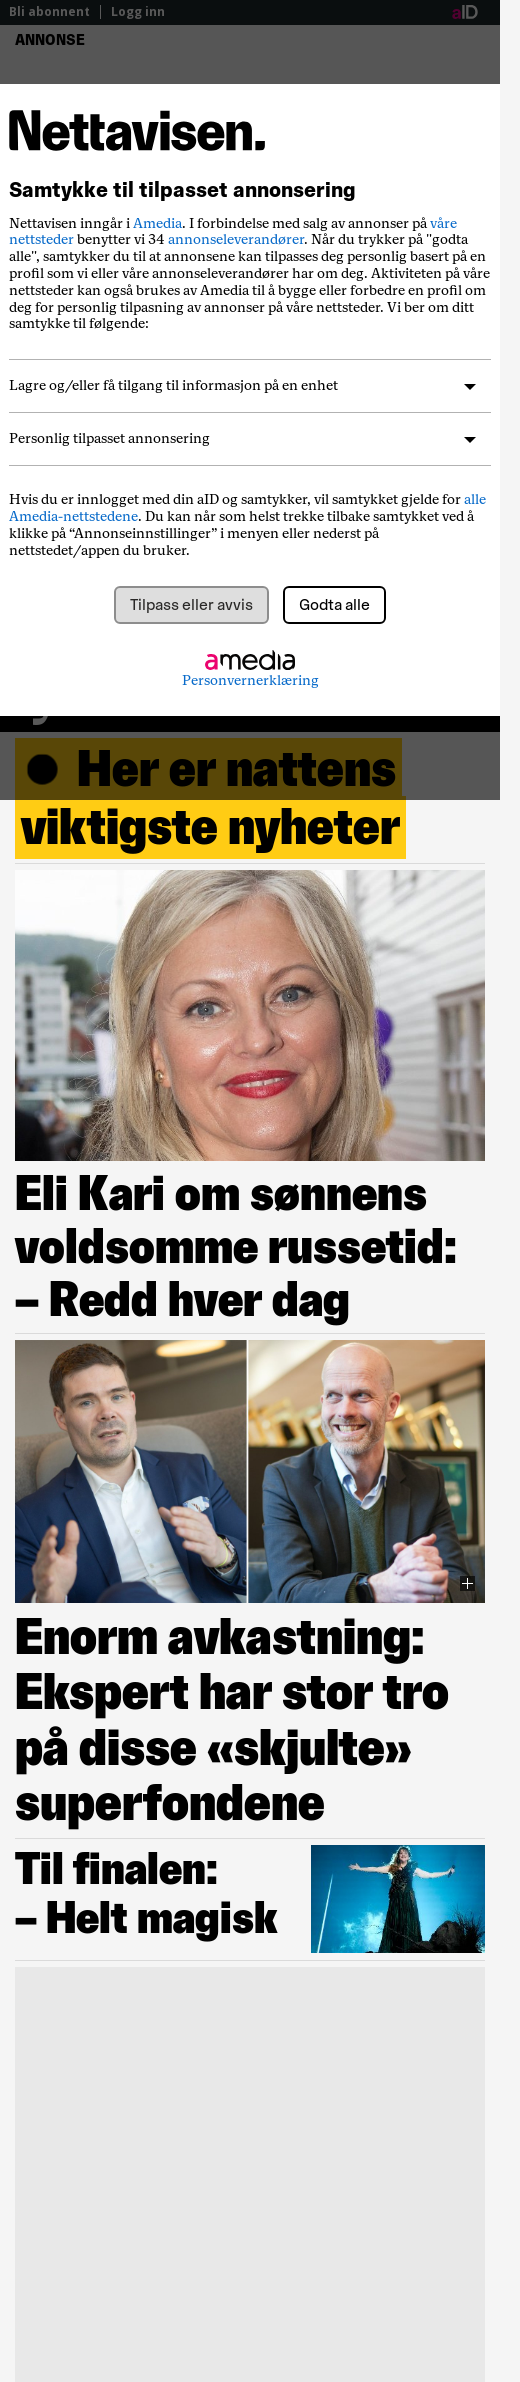 Bli abonnent
Logg inn
aID
ANNONSE
Nettavisen.
Samtykke til tilpasset annonsering
Nettavisen inngår i Amedia. I forbindelse med salg av annonser på våre
nettsteder benytter vi 34 annonseleverandører. Når du trykker på "godta
alle", samtykker du til at annonsene kan tilpasses deg personlig basert på en
profil som vi eller våre annonseleverandører har om deg. Aktiviteten på våre
nettsteder kan også brukes av Amedia til å bygge eller forbedre en profil om
deg for personlig tilpasning av annonser på våre nettsteder. Vi ber om ditt
samtykke til følgende:
Lagre og/eller få tilgang til informasjon på en enhet
Personlig tilpasset annonsering
Hvis du er innlogget med din aID og samtykker, vil samtykket gjelde for alle
Amedia-nettstedene. Du kan når som helst trekke tilbake samtykket ved å
klikke på “Annonseinnstillinger” i menyen eller nederst på
nettstedet/appen du bruker.
Tilpass eller avvis
Godta alle
amedia
Personvernerklæring
Her er nattens
viktigste nyheter
Eli Kari om sønnens
voldsomme russetid:
– Redd hver dag
Enorm avkastning:
Ekspert har stor tro
på disse «skjulte»
superfondene
Til finalen:
– Helt magisk